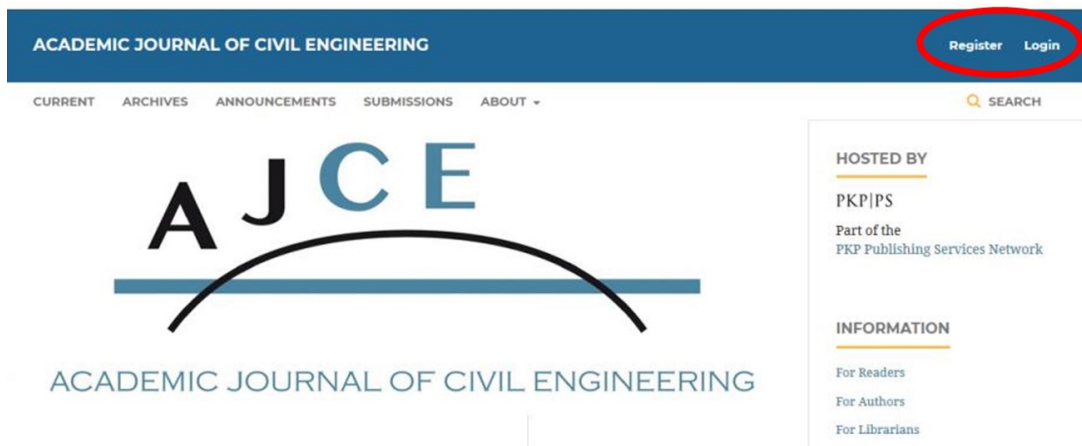 ACADEMIC JOURNAL OF CIVIL ENGINEERING
Register Login
CURRENT ARCHIVES ANNOUNCEMENTS SUBMISSIONS ABOUT
SEARCH
AJCE
ACADEMIC JOURNAL OF CIVIL ENGINEERING
HOSTED BY
PKP|PS
Part of the
PKP Publishing Services Network
INFORMATION
For Readers
For Authors
For Librarians